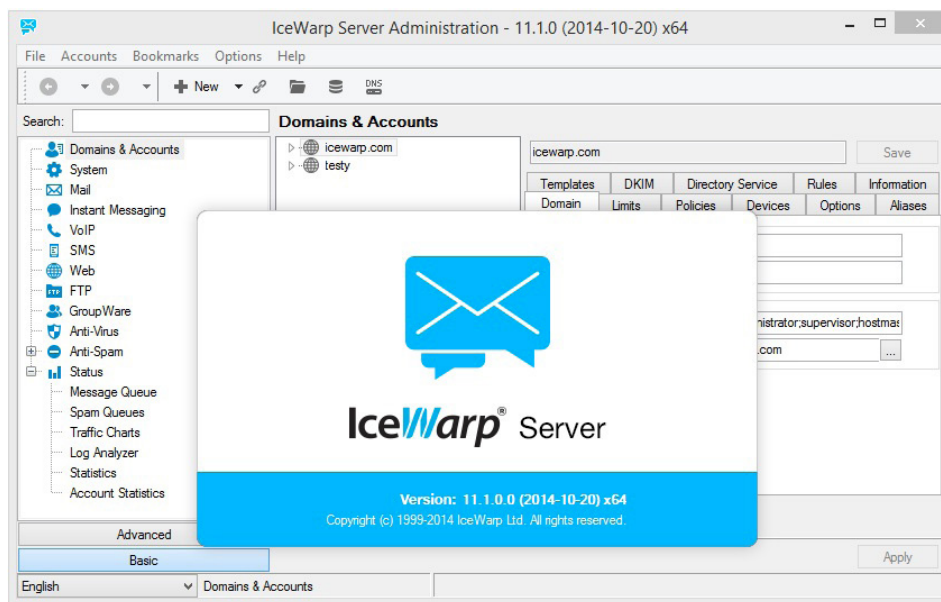 IceWarp Server Administration - 11.1.0 (2014-10-20) x64
File Accounts Bookmarks Options Help
New DNS
Search:
Domains & Accounts
System
Mail
Instant Messaging
VoIP
SMS
Web
FTP
GroupWare
Anti-Virus
Anti-Spam
Status
Message Queue
Spam Queues
Traffic Charts
Log Analyzer
Statistics
Account Statistics
Advanced
Basic
Domains & Accounts
icewarp.com
testy
icewarp.com Save
Templates DKIM Directory Service Rules Information
Domain Limits Policies Devices Options Aliases
nistrator;supervisor;hostmas
.com ...
IceWarp® Server
Version: 11.1.0.0 (2014-10-20) x64
Copyright (c) 1999-2014 IceWarp Ltd. All rights reserved.
Apply
English Domains & Accounts